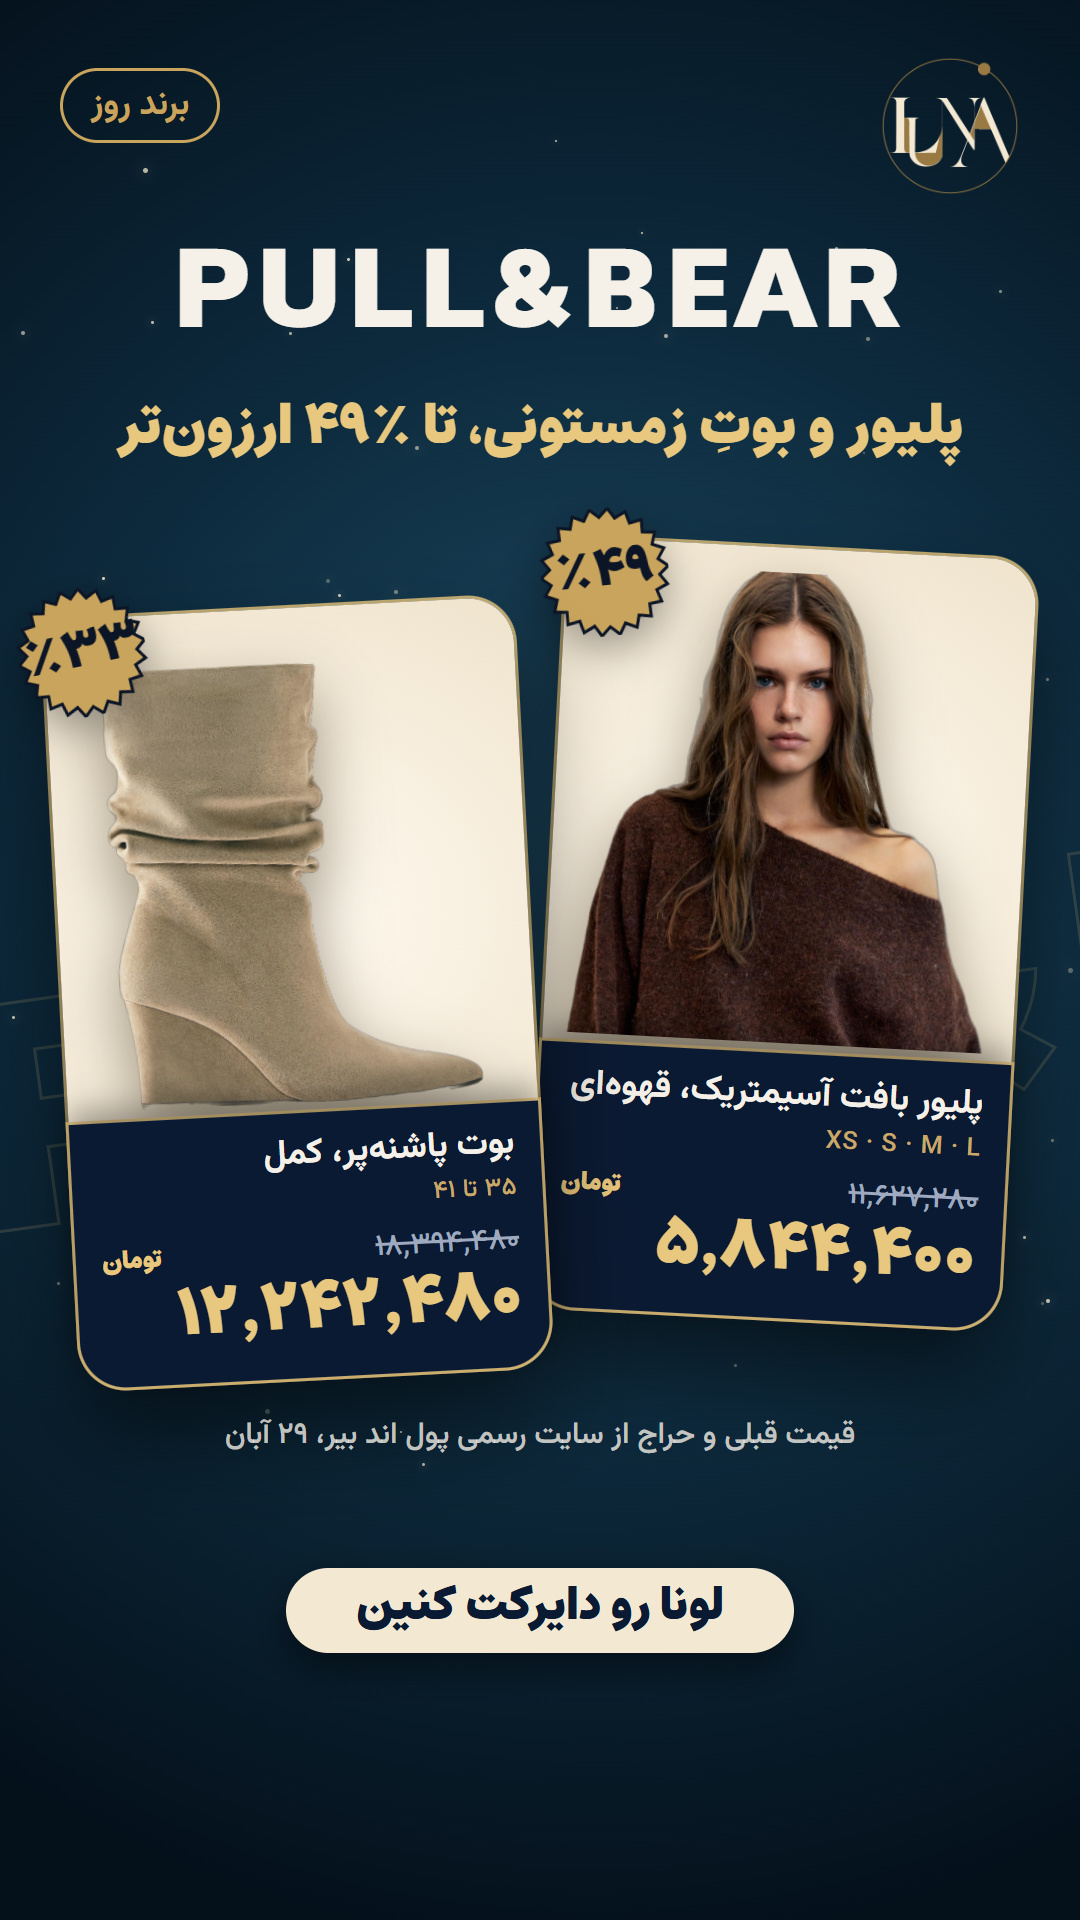 برند روز
LUNA
PULL&BEAR
پلیور و بوتِ زمستونی، تا ۴۹٪ ارزون‌تر
٪۴۹
پلیور بافت آسیمتریک، قهوه‌ای
XS · S · M · L
۱۱,۶۲۷,۲۸۰
۵,۸۴۴,۴۰۰ تومان
٪۳۳
بوت پاشنه‌پر، کمل
۳۵ تا ۴۱
۱۸,۳۹۴,۴۸۰
۱۲,۲۴۲,۴۸۰ تومان
قیمت قبلی و حراج از سایت رسمی پول اند بیر، ۲۹ آبان
لونا رو دایرکت کنین